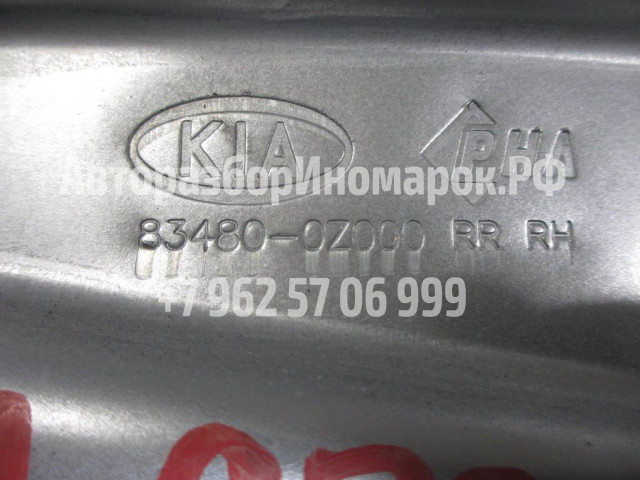 KIA PHA
АвторазборИномарок.РФ
83480-0Z000 RR RH
+7 962 57 06 999